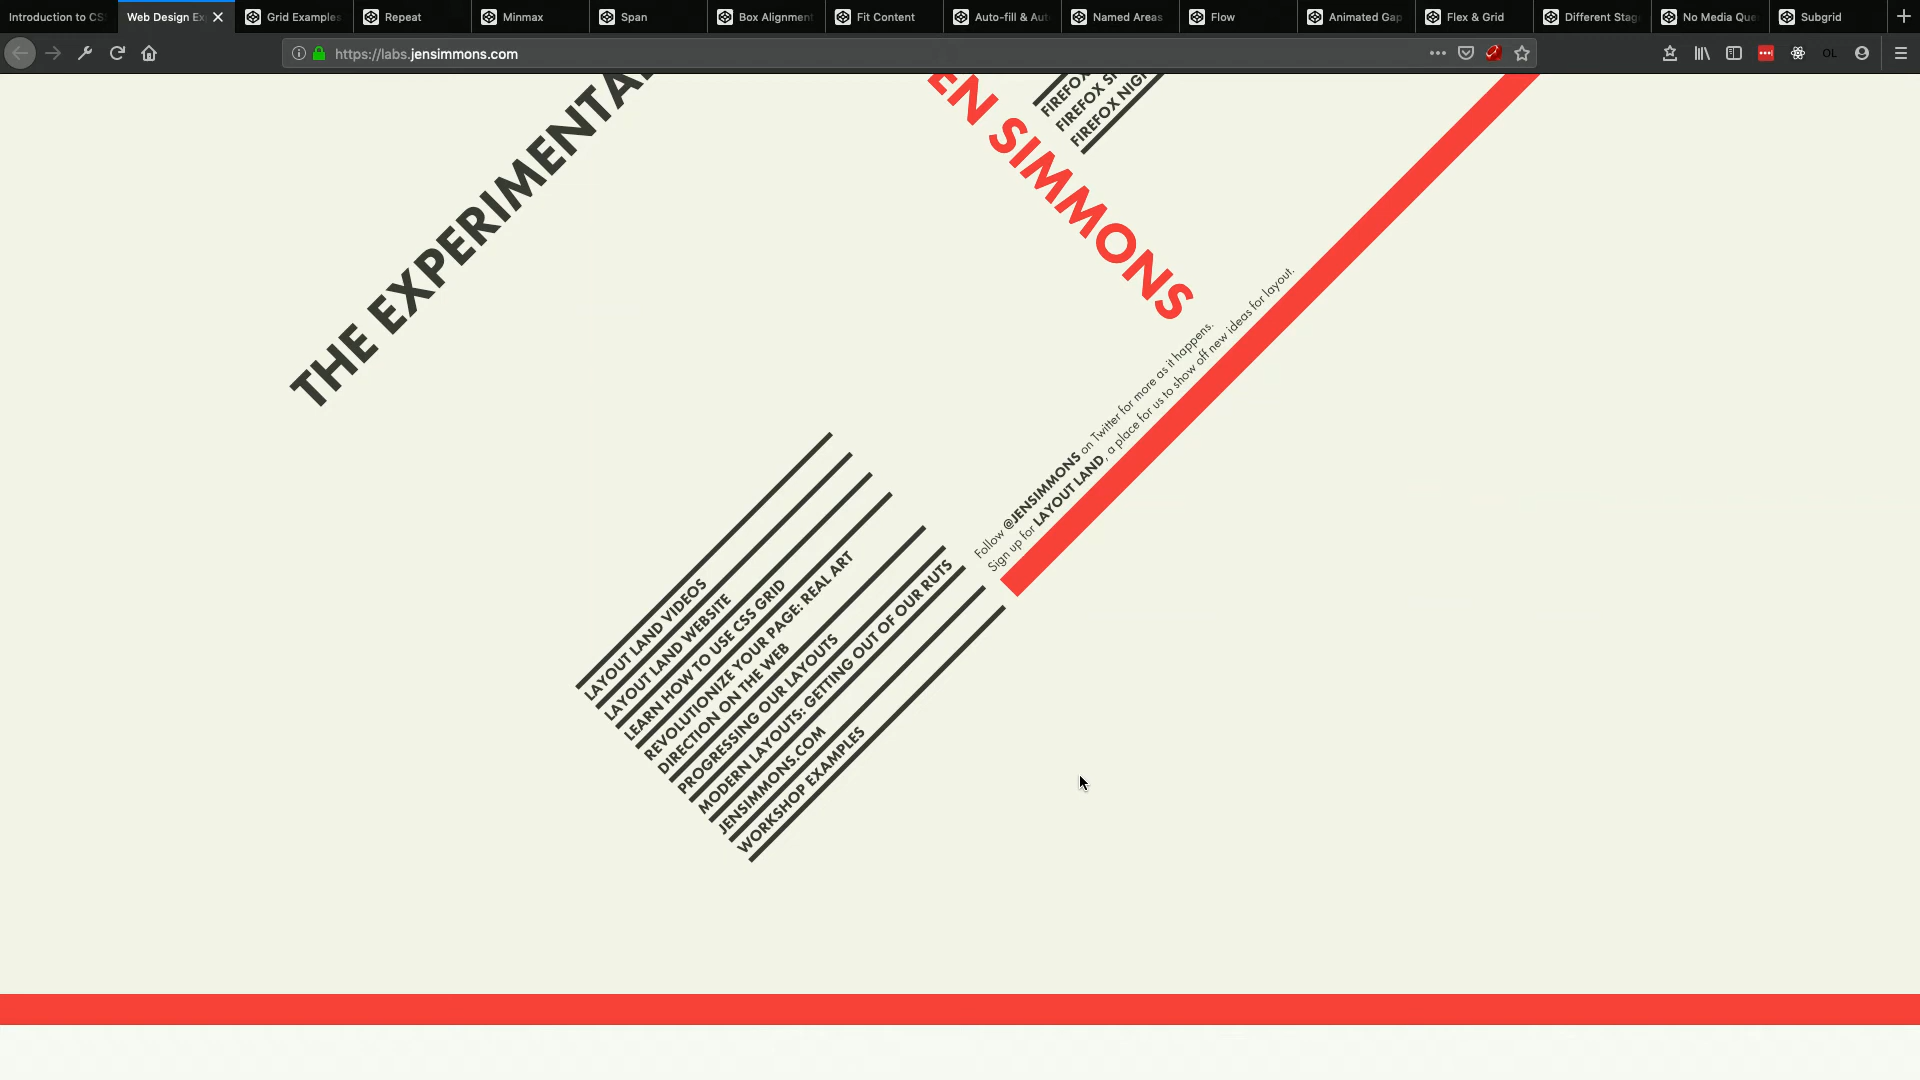 Introduction to CS
Web Design Ex
Grid Examples
Repeat
Minmax
Span
Box Alignment
Fit Content
Auto-fill & Aut
Named Areas
Flow
Animated Gap
Flex & Grid
Different Stag
No Media Que
Subgrid
https://labs.jensimmons.com
OL
THE EXPERIMENTA
EN SIMMONS
FIREFOX
FIREFOX S
FIREFOX NIG
Follow @JENSIMMONS on Twitter for more as it happens.
Sign up for LAYOUT LAND, a place for us to show off new ideas for layout.
LAYOUT LAND VIDEOS
LAYOUT LAND WEBSITE
LEARN HOW TO USE CSS GRID
REVOLUTIONIZE YOUR PAGE: REAL ART
DIRECTION ON THE WEB
PROGRESSING OUR LAYOUTS
MODERN LAYOUTS: GETTING OUT OF OUR RUTS
JENSIMMONS.COM
WORKSHOP EXAMPLES